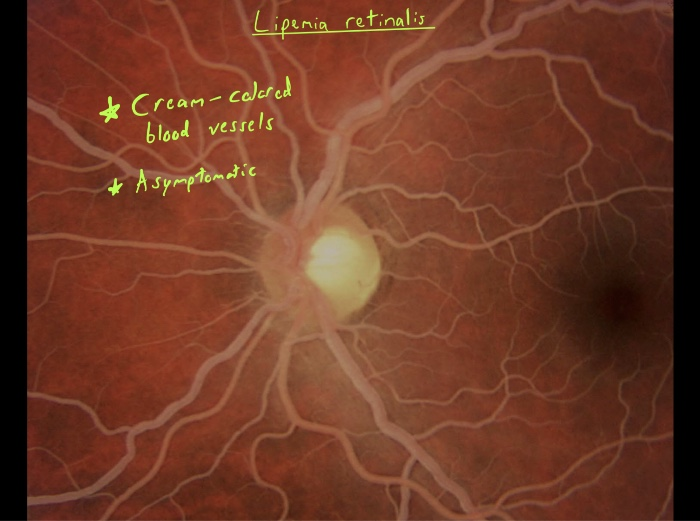 Lipemia retinalis
★ Cream-colored
blood vessels
★ Asymptomatic